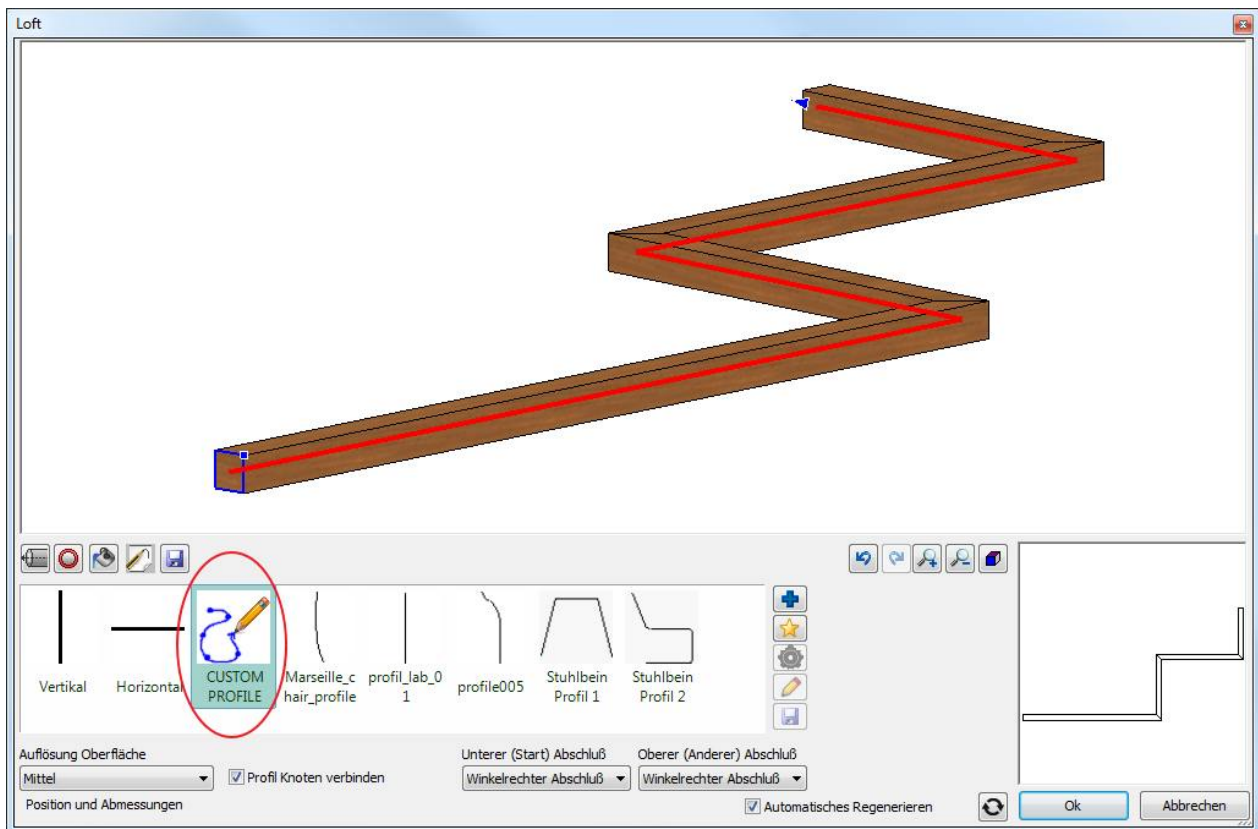 Loft
Vertikal
Horizontal
CUSTOM
PROFILE
Marseille_c
hair_profile
profil_lab_0
1
profile005
Stuhlbein
Profil 1
Stuhlbein
Profil 2
Auflösung Oberfläche
Mittel
Profil Knoten verbinden
Unterer (Start) Abschluß
Winkelrechter Abschluß
Oberer (Anderer) Abschluß
Winkelrechter Abschluß
Position und Abmessungen
Automatisches Regenerieren
Ok
Abbrechen